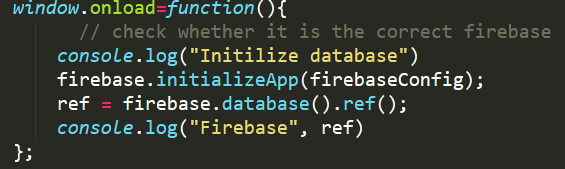 window.onload=function(){
// check whether it is the correct firebase
console.log("Initilize database")
firebase.initializeApp(firebaseConfig);
ref = firebase.database().ref();
console.log("Firebase", ref)
};